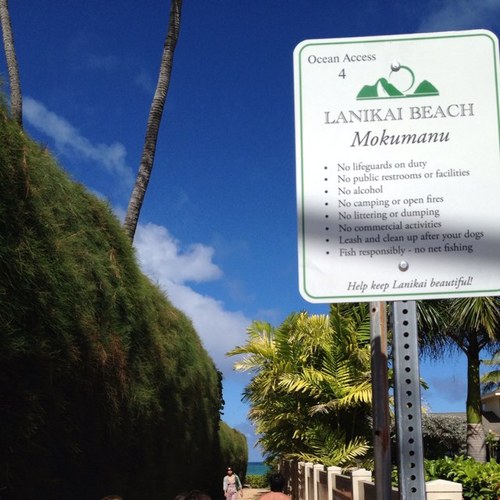 Ocean Access
4
LANIKAI BEACH
Mokumanu
• No lifeguards on duty
• No public restrooms or facilities
• No alcohol
• No camping or open fires
• No littering or dumping
• No commercial activities
• Leash and clean up after your dogs
• Fish responsibly - no net fishing
Help keep Lanikai beautiful!